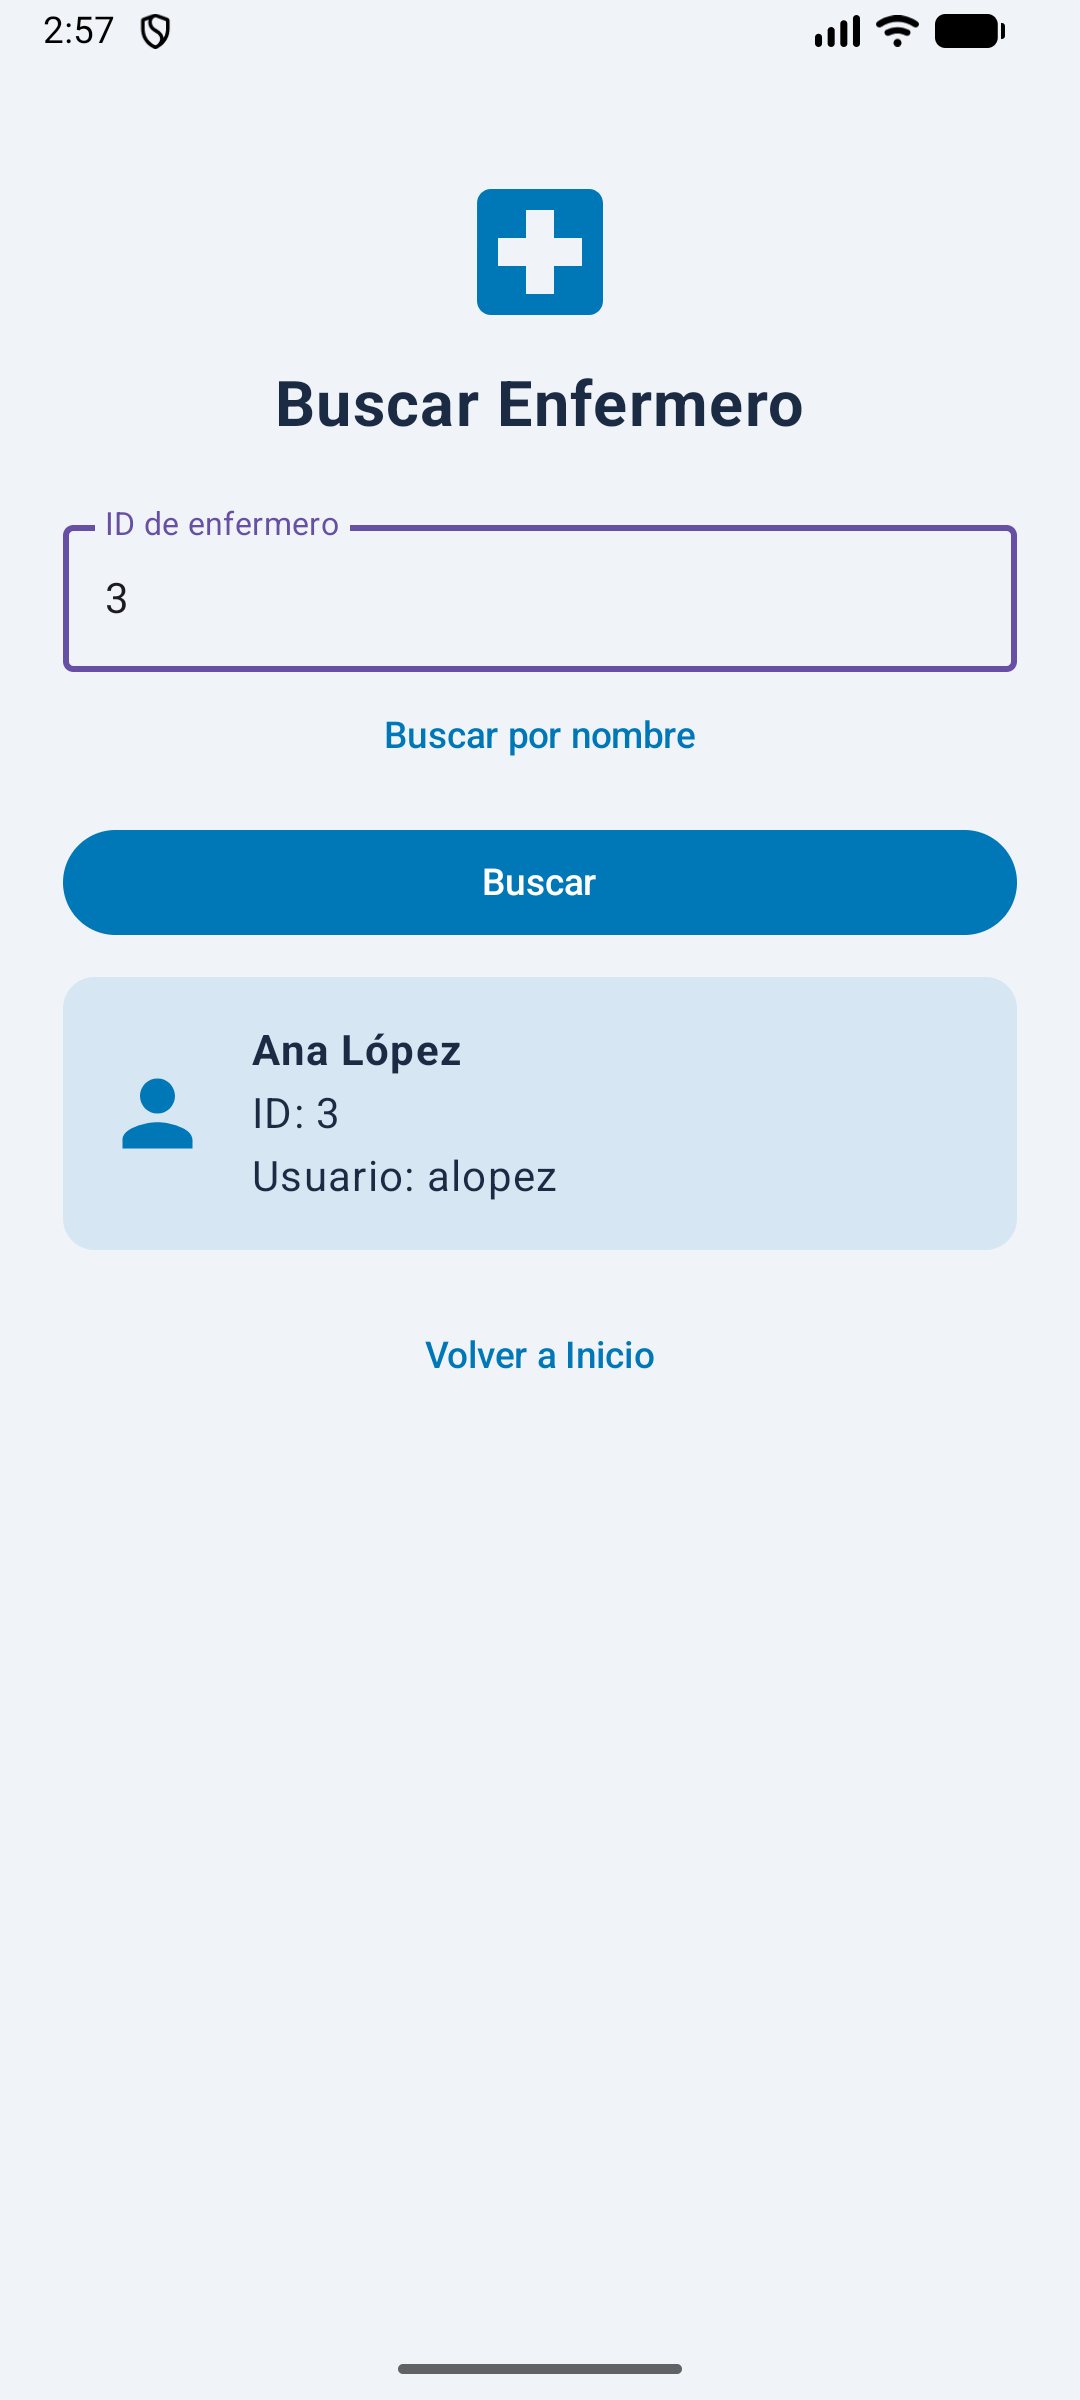 2:57
Buscar Enfermero
ID de enfermero
3
Buscar por nombre
Buscar
Ana López
ID: 3
Usuario: alopez
Volver a Inicio